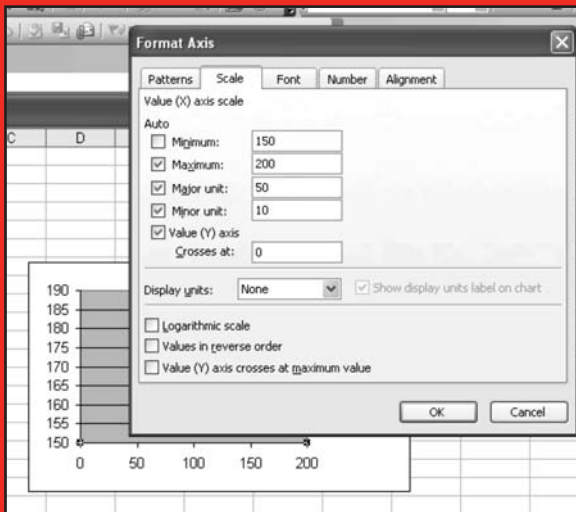 Format Axis
Patterns Scale Font Number Alignment
Value (X) axis scale
Auto
Minimum: 150
Maximum: 200
Major unit: 50
Minor unit: 10
Value (Y) axis
Crosses at: 0
Display units: None Show display units label on chart
Logarithmic scale
Values in reverse order
Value (Y) axis crosses at maximum value
OK Cancel
C D
190
185
180
175
170
165
160
155
150
0 50 100 150 200